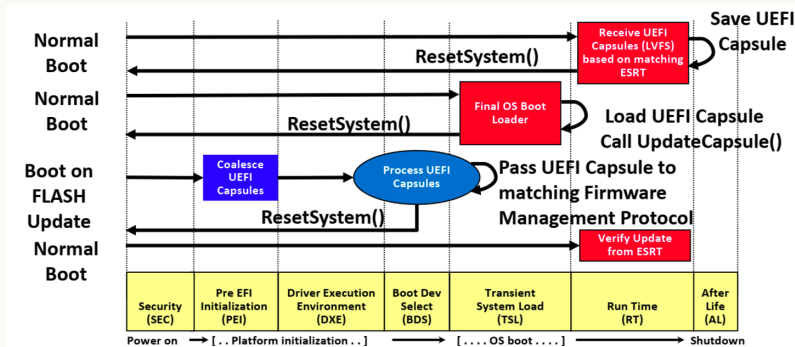 Normal
Boot
Receive UEFI
Capsules (LVFS)
based on matching
ESRT
Save UEFI
Capsule
ResetSystem()
Normal
Boot
Final OS Boot
Loader
Load UEFI Capsule
Call UpdateCapsule()
ResetSystem()
Boot on
FLASH
Update
Coalesce
UEFI
Capsules
Process UEFI
Capsules
Pass UEFI Capsule to
matching Firmware
Management Protocol
ResetSystem()
Normal
Boot
Verify Update
from ESRT
Security
(SEC)
Pre EFI
Initialization
(PEI)
Driver Execution
Environment
(DXE)
Boot Dev
Select
(BDS)
Transient
System Load
(TSL)
Run Time
(RT)
After
Life
(AL)
Power on
[ . . Platform initialization . . ]
[ . . . . OS boot . . . . ]
Shutdown